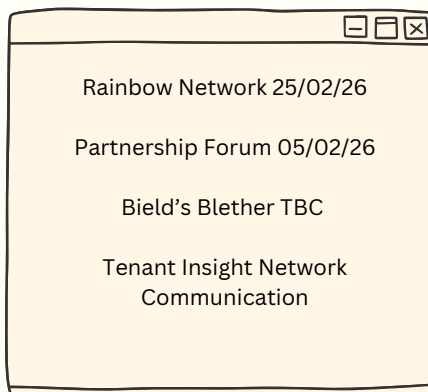 Rainbow Network 25/02/26
Partnership Forum 05/02/26
Bield’s Blether TBC
Tenant Insight Network
Communication